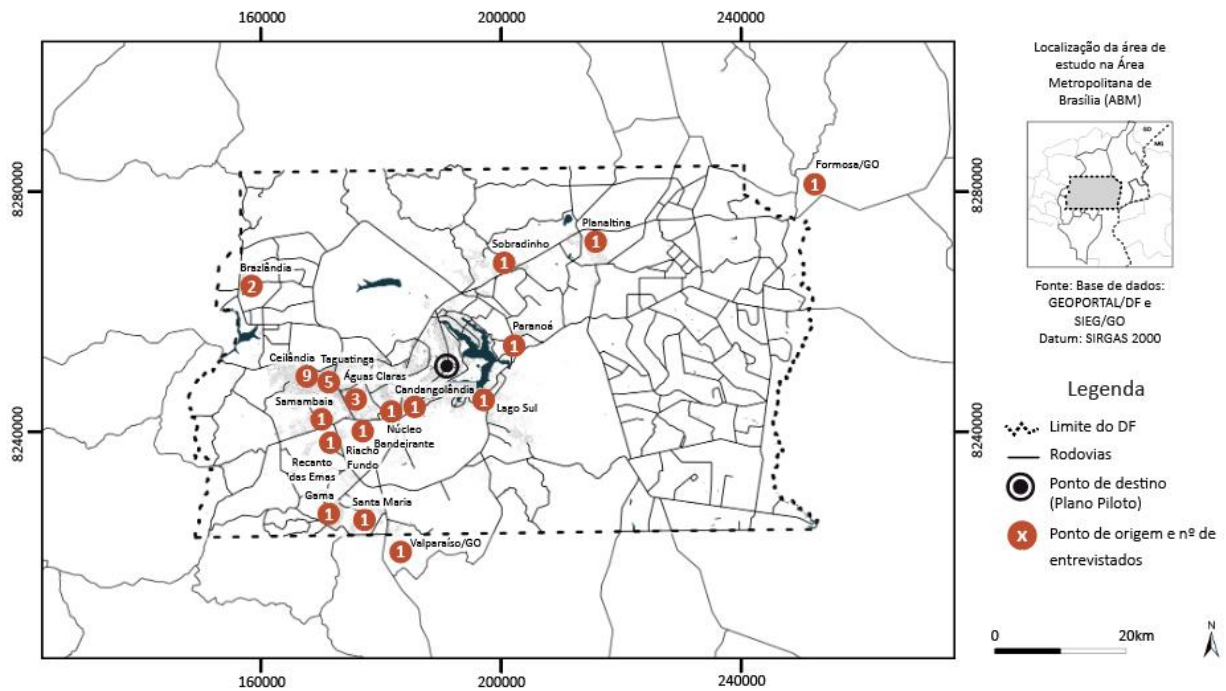 160000
200000
240000
8280000
8280000
Formosa/GO
1
Planaltina
1
Sobradinho
1
Brazlândia
2
Paranoá
1
Ceilândia
Taguatinga
9
5
Águas Claras
3
Candangolândia
1
1
1
Lago Sul
Samambaia
1
Núcleo
Bandeirante
1
1
Riacho
Fundo
Recanto
das Emas
8240000
8240000
Gama
1
Santa Maria
1
Valparaíso/GO
1
160000
200000
240000
Localização da área de
estudo na Área
Metropolitana de
Brasília (ABM)
GO
MG
Fonte: Base de dados:
GEOPORTAL/DF e
SIEG/GO
Datum: SIRGAS 2000
Legenda
Limite do DF
Rodovias
Ponto de destino
(Plano Piloto)
x
Ponto de origem e nº de
entrevistados
0
20km
N